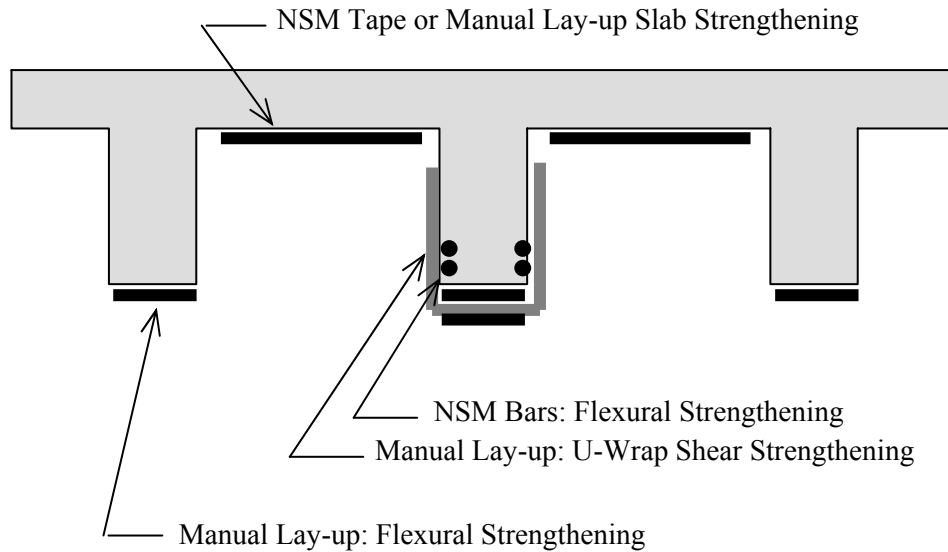 NSM Tape or Manual Lay-up Slab Strengthening
NSM Bars: Flexural Strengthening
Manual Lay-up: U-Wrap Shear Strengthening
Manual Lay-up: Flexural Strengthening